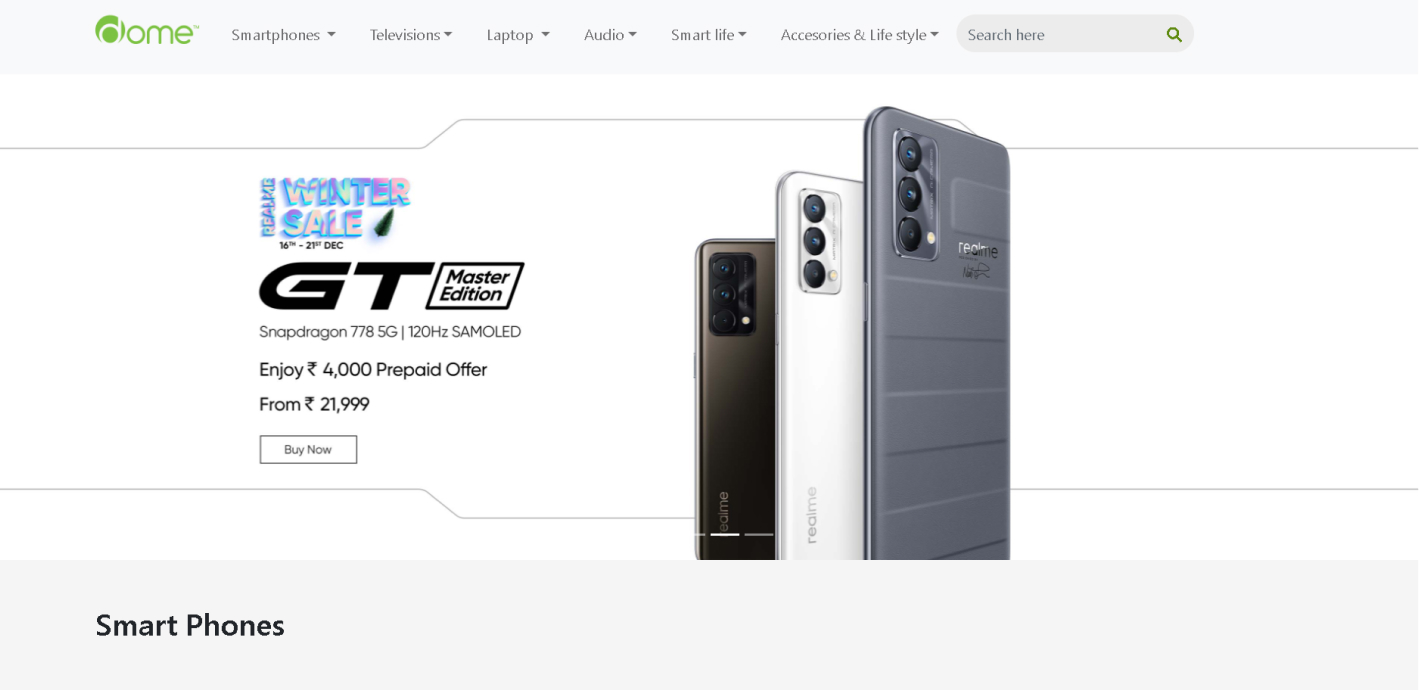 dome™
Smartphones
Televisions
Laptop
Audio
Smart life
Accesories & Life style
Search here
REALME
WINTER
SALE
16TH - 21ST DEC
GT Master
Edition
Snapdragon 778 5G | 120Hz SAMOLED
Enjoy ₹ 4,000 Prepaid Offer
From ₹ 21,999
Buy Now
realme
realme
realme
Smart Phones